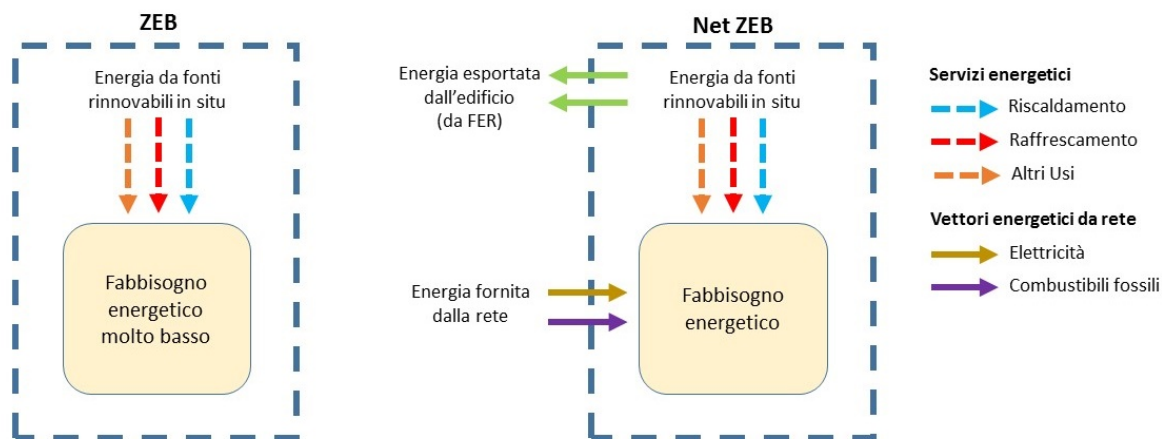 ZEB
Energia da fonti
rinnovabili in situ
Fabbisogno
energetico
molto basso
Net ZEB
Energia esportata
dall'edificio
(da FER)
Energia da fonti
rinnovabili in situ
Energia fornita
dalla rete
Fabbisogno
energetico
Servizi energetici
Riscaldamento
Raffrescamento
Altri Usi
Vettori energetici da rete
Elettricità
Combustibili fossili